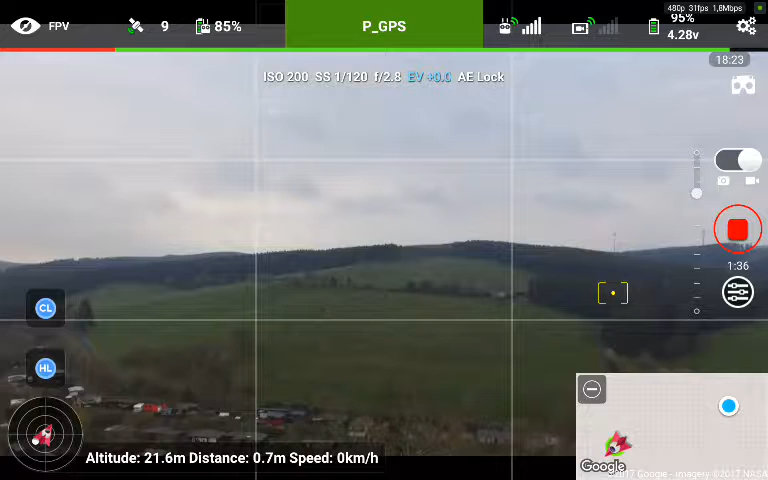 480p 31fps 1,8Mbps
FPV 9 85% P_GPS 95%
4.28v
18:23
ISO 200 SS 1/120 f/2.8 EV +0.0 AE Lock
1:36
CL
HL
Altitude: 21.6m Distance: 0.7m Speed: 0km/h
Google
©2017 Google - Imagery ©2017 NASA